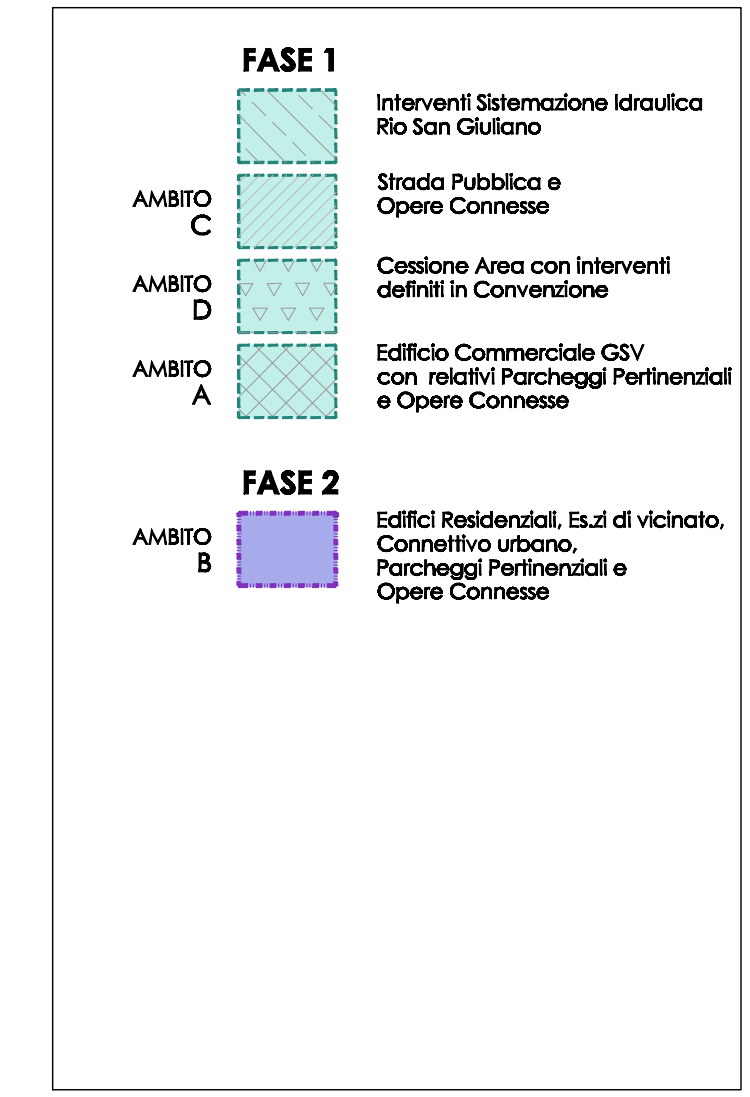 FASE 1
Interventi Sistemazione Idraulica
Rio San Giuliano
AMBITO
C
Strada Pubblica e
Opere Connesse
AMBITO
D
Cessione Area con interventi
definiti in Convenzione
AMBITO
A
Edificio Commerciale GSV
con relativi Parcheggi Pertinenziali
e Opere Connesse
FASE 2
AMBITO
B
Edifici Residenziali, Es.zi di vicinato,
Connettivo urbano,
Parcheggi Pertinenziali e
Opere Connesse